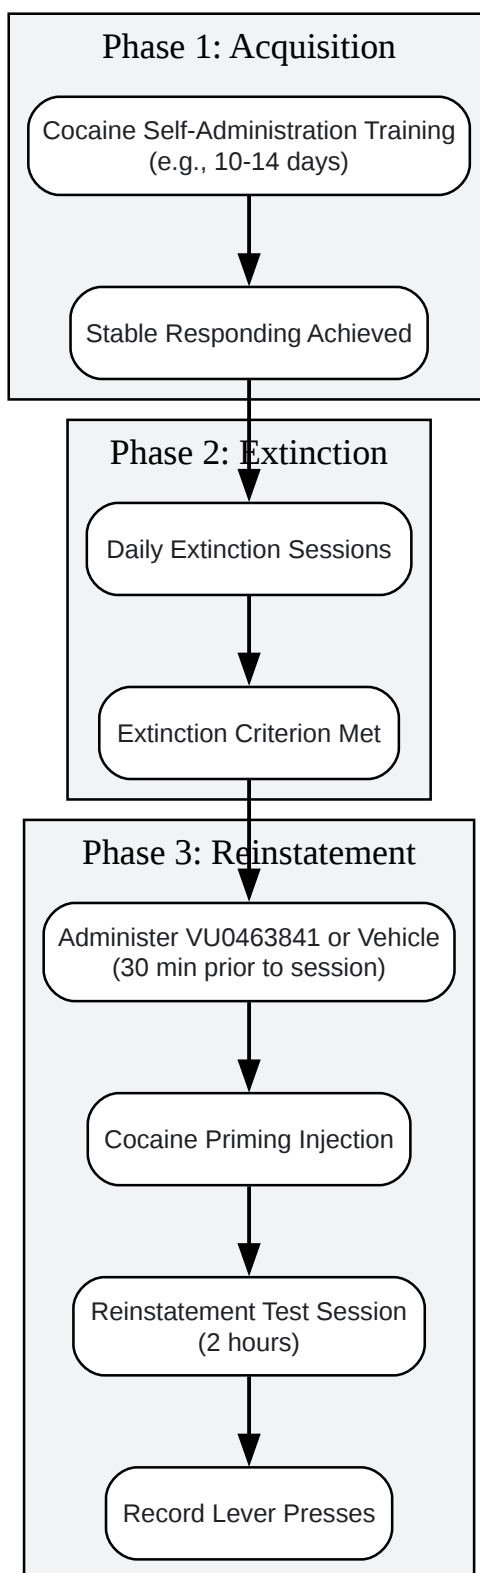 Phase 1: Acquisition
Cocaine Self-Administration Training
(e.g., 10-14 days)
Stable Responding Achieved
Phase 2: Extinction
Daily Extinction Sessions
Extinction Criterion Met
Phase 3: Reinstatement
Administer VU0463841 or Vehicle
(30 min prior to session)
Cocaine Priming Injection
Reinstatement Test Session
(2 hours)
Record Lever Presses